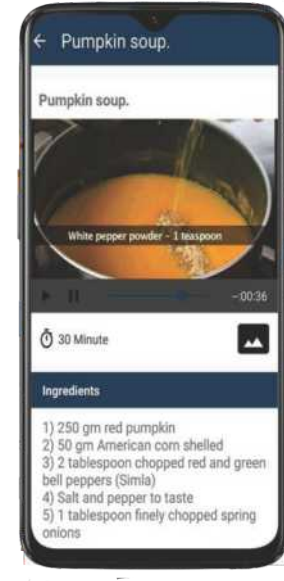 ← Pumpkin soup.
Pumpkin soup.
White pepper powder - 1 teaspoon
-00:36
30 Minute
Ingredients
1) 250 gm red pumpkin
2) 50 gm American corn shelled
3) 2 tablespoon chopped red and green
bell peppers (Simla)
4) Salt and pepper to taste
5) 1 tablespoon finely chopped spring
onions